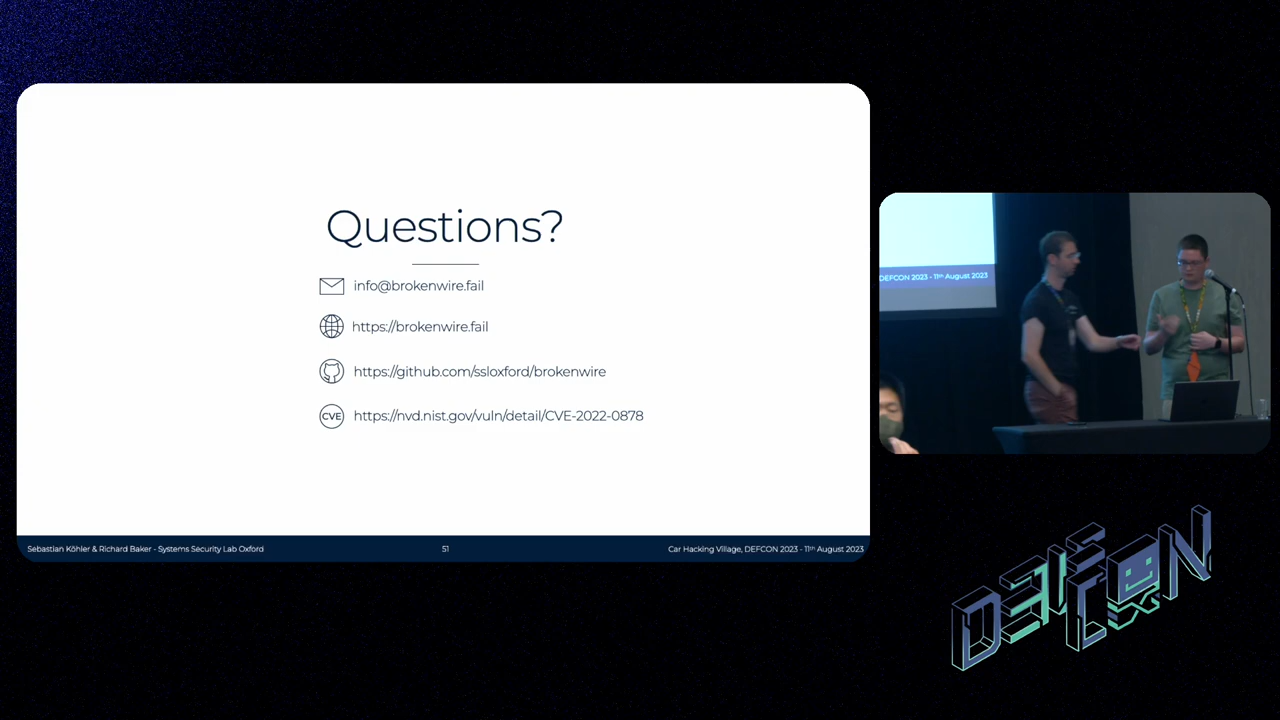 Questions?
info@brokenwire.fail
https://brokenwire.fail
https://github.com/ssloxford/brokenwire
CVE
https://nvd.nist.gov/vuln/detail/CVE-2022-0878
Sebastian Köhler & Richard Baker - Systems Security Lab Oxford
51
Car Hacking Village, DEFCON 2023 - 11th August 2023
DEFCON 2023 - 11th August 2023
DEFCON